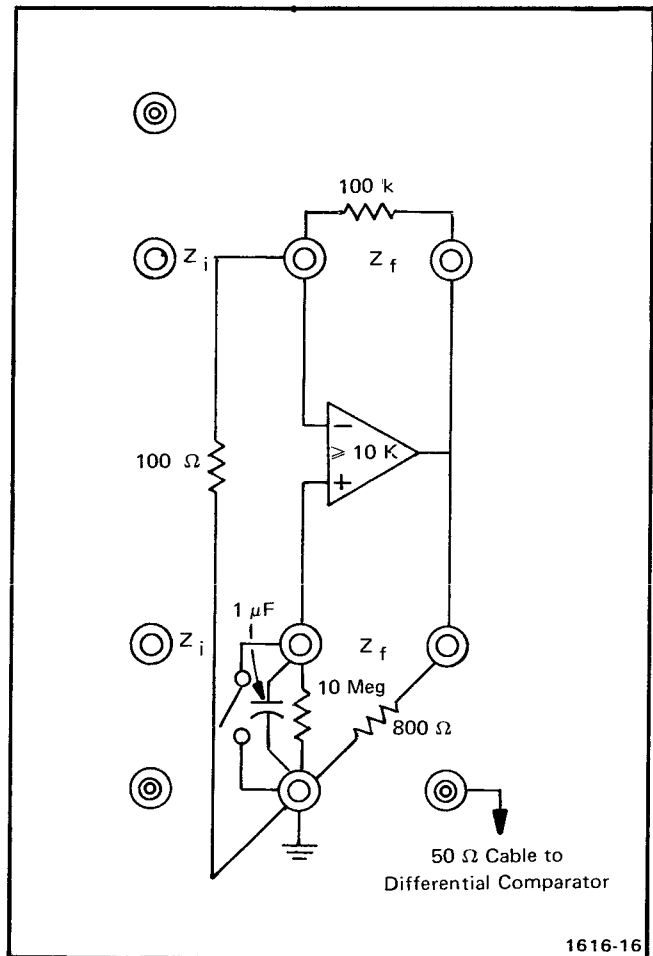 100 k
Z i
Z f
−
≥ 10 K
+
100 Ω
1 μF
Z i
Z f
10 Meg
800 Ω
50 Ω Cable to
Differential Comparator
1616-16